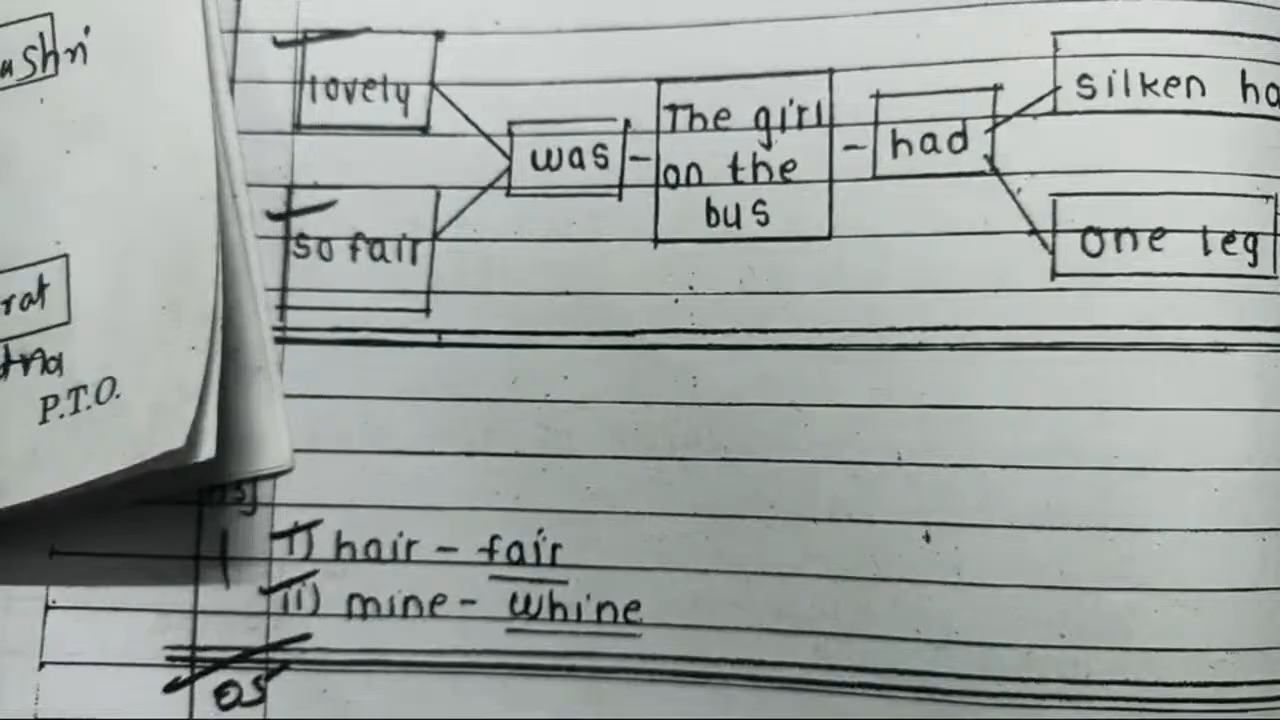 ushri
rat
tna
P.T.O.
lovely
so fair
was -
The girl
on the
bus
- had
silken ha
one leg
i) hair - fair
ii) mine - whine
05